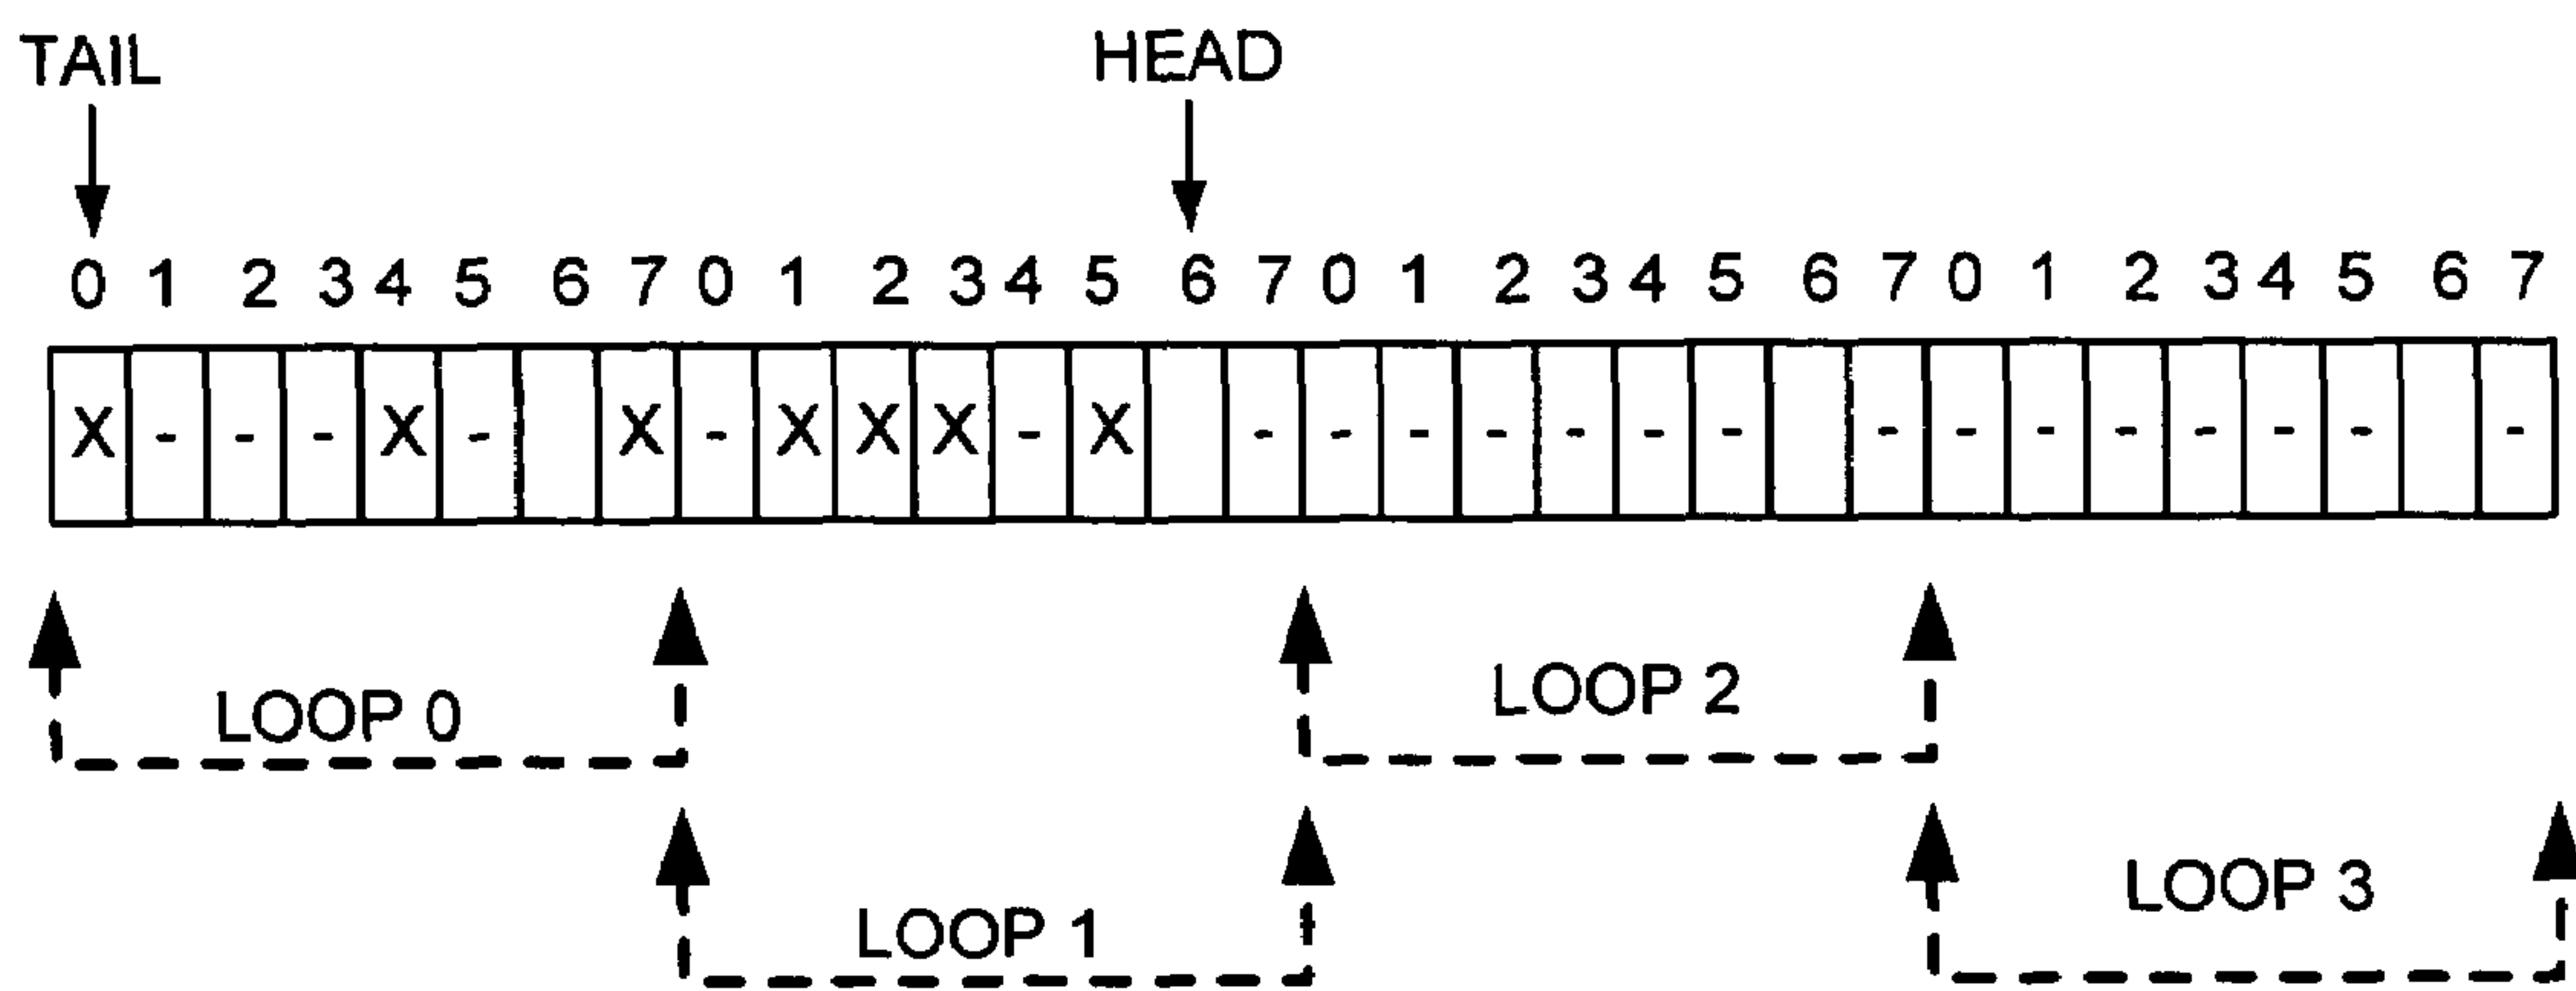 TAIL HEAD
0 1 2 3 4 5 6 7 0 1 2 3 4 5 6 7 0 1 2 3 4 5 6 7 0 1 2 3 4 5 6 7
X - - - X - X - X X X - X - - - - - - - - - - - - - - -
LOOP 0
LOOP 2
LOOP 1
LOOP 3